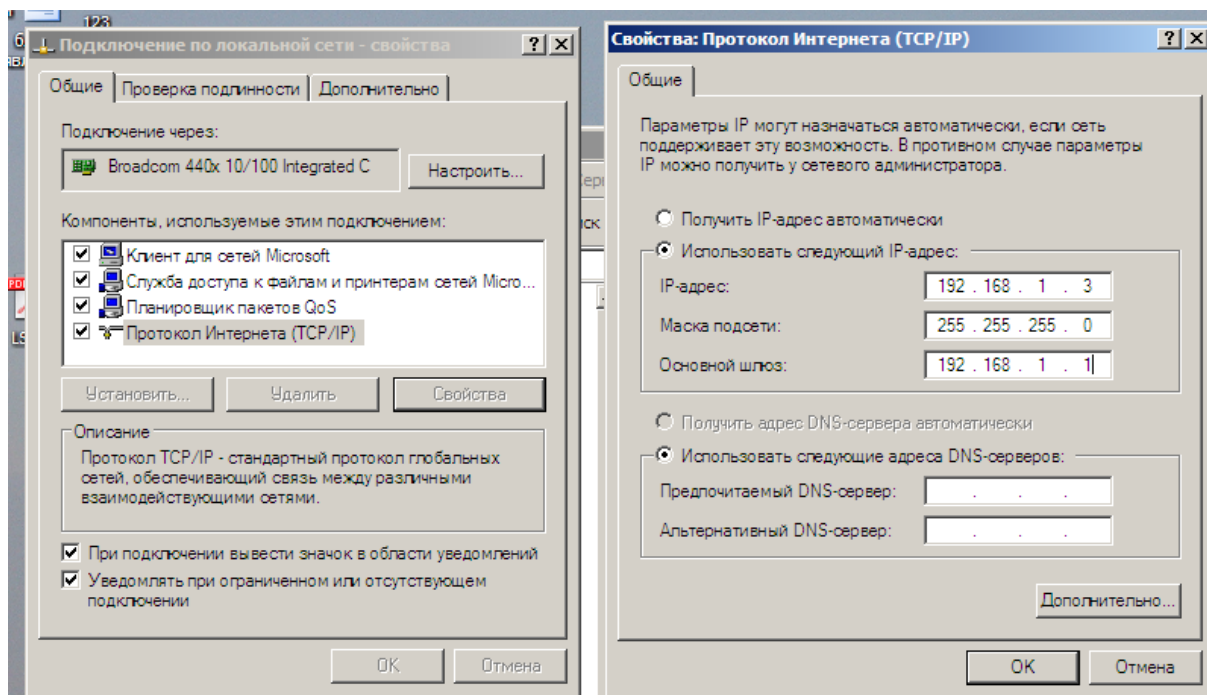 123
Подключение по локальной сети - свойства
Общие
Проверка подлинности
Дополнительно
Подключение через:
Broadcom 440x 10/100 Integrated C
Настроить...
Компоненты, используемые этим подключением:
Клиент для сетей Microsoft
Служба доступа к файлам и принтерам сетей Micro...
Планировщик пакетов QoS
Протокол Интернета (TCP/IP)
Установить...
Удалить
Свойства
Описание
Протокол TCP/IP - стандартный протокол глобальных
сетей, обеспечивающий связь между различными
взаимодействующими сетями.
При подключении вывести значок в области уведомлений
Уведомлять при ограниченном или отсутствующем
подключении
OK
Отмена
Свойства: Протокол Интернета (TCP/IP)
Общие
Параметры IP могут назначаться автоматически, если сеть
поддерживает эту возможность. В противном случае параметры
IP можно получить у сетевого администратора.
Получить IP-адрес автоматически
Использовать следующий IP-адрес:
IP-адрес:
192 . 168 . 1 . 3
Маска подсети:
255 . 255 . 255 . 0
Основной шлюз:
192 . 168 . 1 . 1
Получить адрес DNS-сервера автоматически
Использовать следующие адреса DNS-серверов:
Предпочитаемый DNS-сервер:
. . .
Альтернативный DNS-сервер:
. . .
Дополнительно...
OK
Отмена